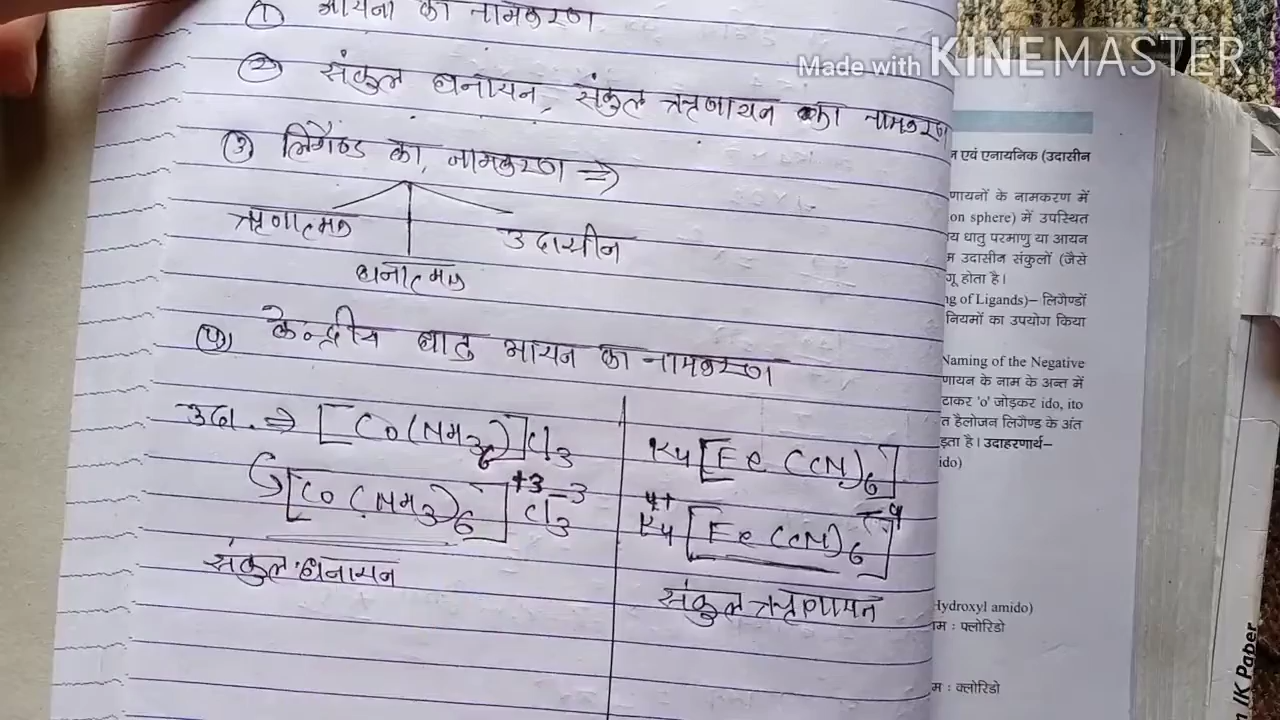 ① आयनो का नामकरण
② संकुल धनायन, संकुल ऋणायन का नामकरण
③ लिगैण्ड का नामकरण ⇒
ऋणात्मक
उदासीन
धनात्मक
④ केन्द्रीय धातु आयन का नामकरण
उदा. ⇒ [Co(NH3)6]Cl3
[Co(NH3)6]+3 Cl3-3
संकुल धनायन
K4[Fe(CN)6]
K4 4+ [Fe(CN)6]-4
संकुल ऋणायन
Made with KINEMASTER
न एवं एनायनिक (उदासीन
णायनों के नामकरण में
on sphere) में उपस्थित
य धातु परमाणु या आयन
म उदासीन संकुलों (जैसे
गू होता है।
ng of Ligands)– लिगैण्डों
नियमों का उपयोग किया
Naming of the Negative
णायन के नाम के अन्त में
टाकर 'o' जोड़कर ido, ito
त हैलोजन लिगैण्ड के अंत
ड़ता है। उदाहरणार्थ–
ido)
Hydroxyl amido)
म : फ्लोरिडो
म : क्लोरिडो
n IK Paper